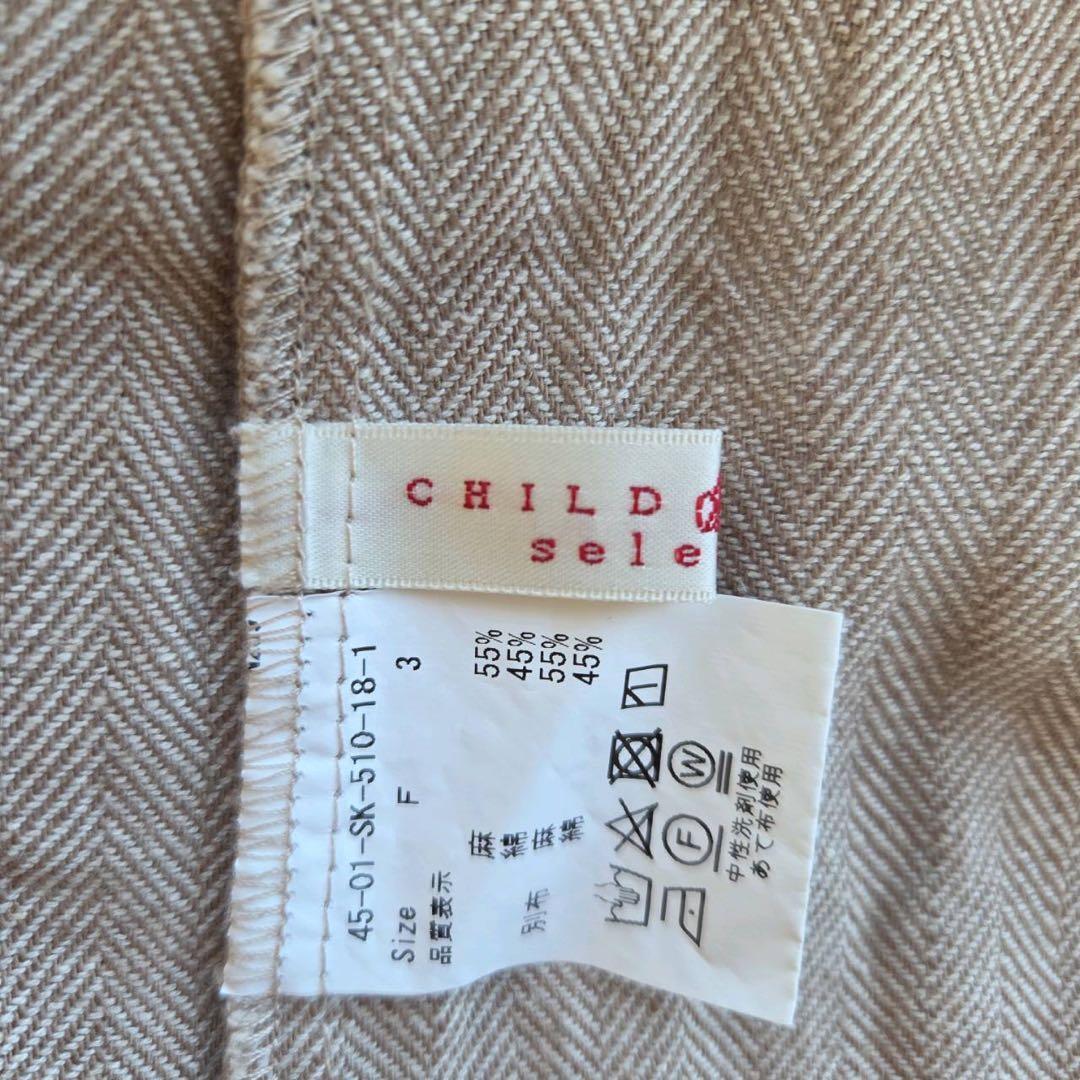 CHILD
sele
45-01-SK-510-18-1
Size F 3
品質表示
麻 55%
綿 45%
別布 麻 55%
綿 45%
W
F
中性洗剤使用
あて布使用